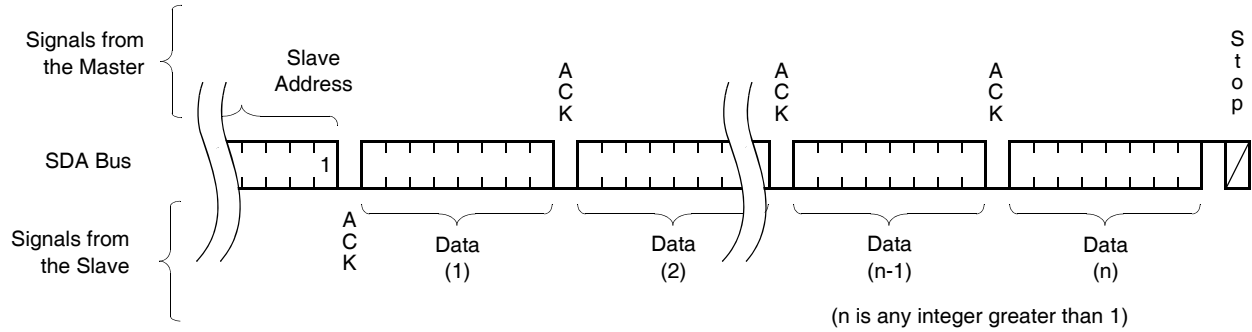 Signals from
the Master
Slave
Address
A
C
K
A
C
K
A
C
K
S
t
o
p
SDA Bus
1
Signals from
the Slave
A
C
K
Data
(1)
Data
(2)
Data
(n-1)
Data
(n)
(n is any integer greater than 1)